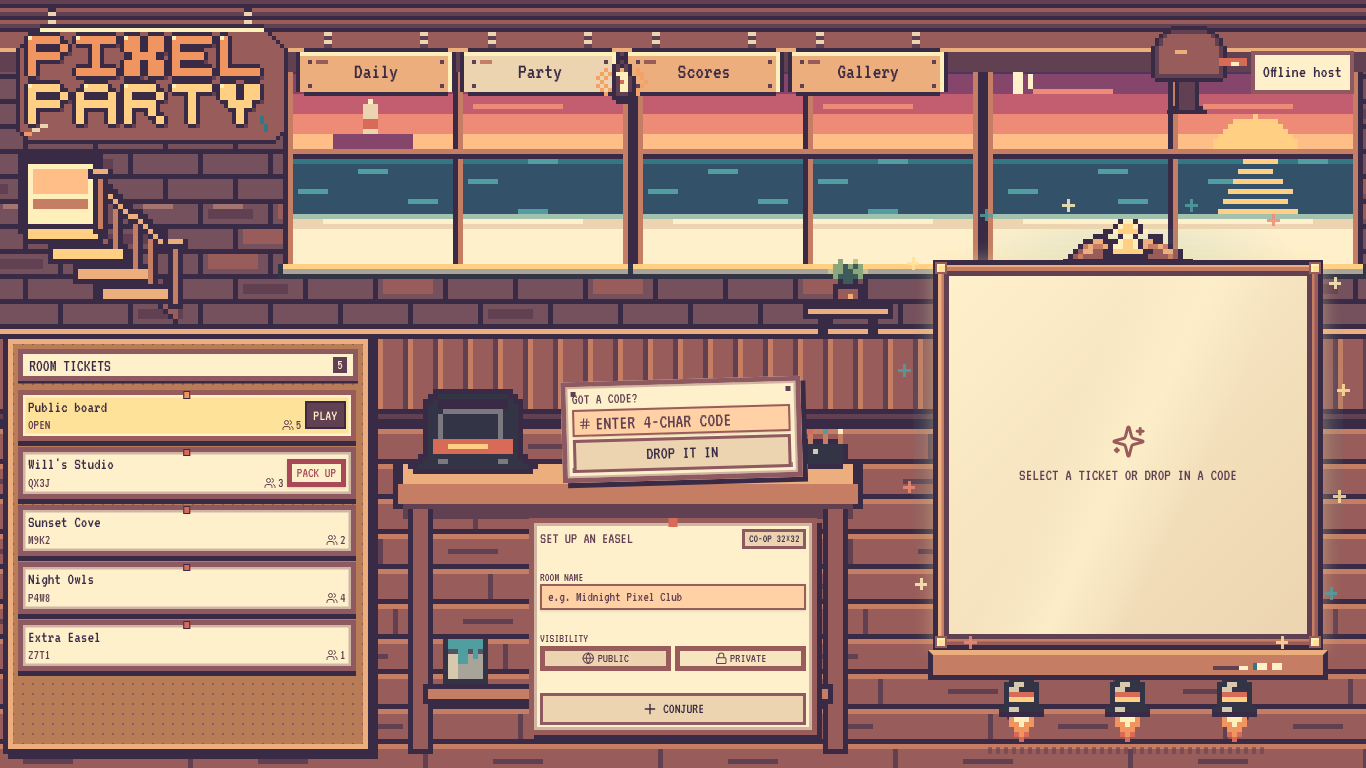 PIXEL
PARTY
Daily
Party
Scores
Gallery
Offline host
ROOM TICKETS
5
Public board
OPEN
5
PLAY
Will's Studio
QX3J
3
PACK UP
Sunset Cove
M9K2
2
Night Owls
P4W8
4
Extra Easel
Z7T1
1
GOT A CODE?
# ENTER 4-CHAR CODE
DROP IT IN
SET UP AN EASEL
CO-OP 32X32
ROOM NAME
e.g. Midnight Pixel Club
VISIBILITY
PUBLIC
PRIVATE
+ CONJURE
SELECT A TICKET OR DROP IN A CODE